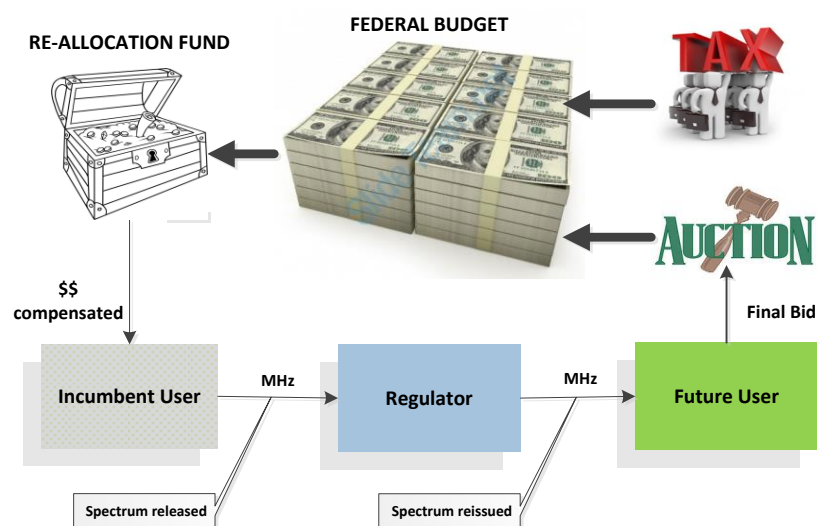 FEDERAL BUDGET
RE-ALLOCATION FUND
TAX
AUCTION
$$
compensated
Final Bid
Incumbent User
MHz
Regulator
MHz
Future User
Spectrum released
Spectrum reissued